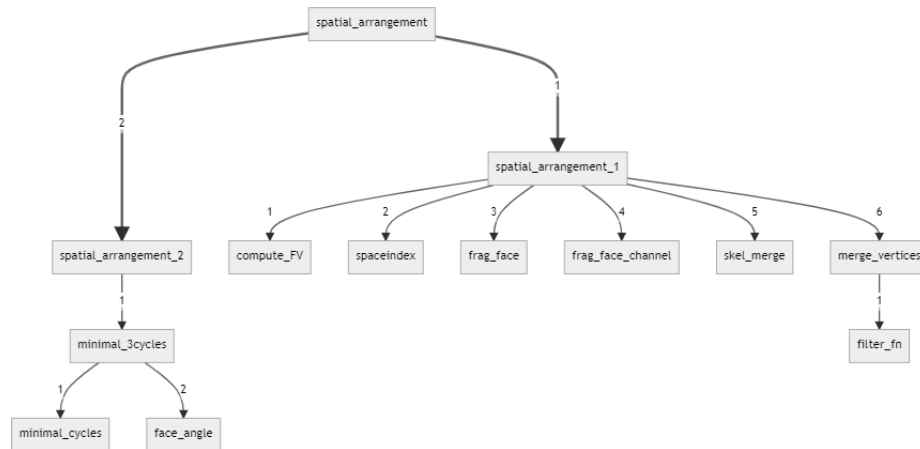 spatial_arrangement
2
1
spatial_arrangement_1
1
2
3
4
5
6
spatial_arrangement_2
compute_FV
spaceindex
frag_face
frag_face_channel
skel_merge
merge_vertices
1
1
minimal_3cycles
filter_fn
1
2
minimal_cycles
face_angle